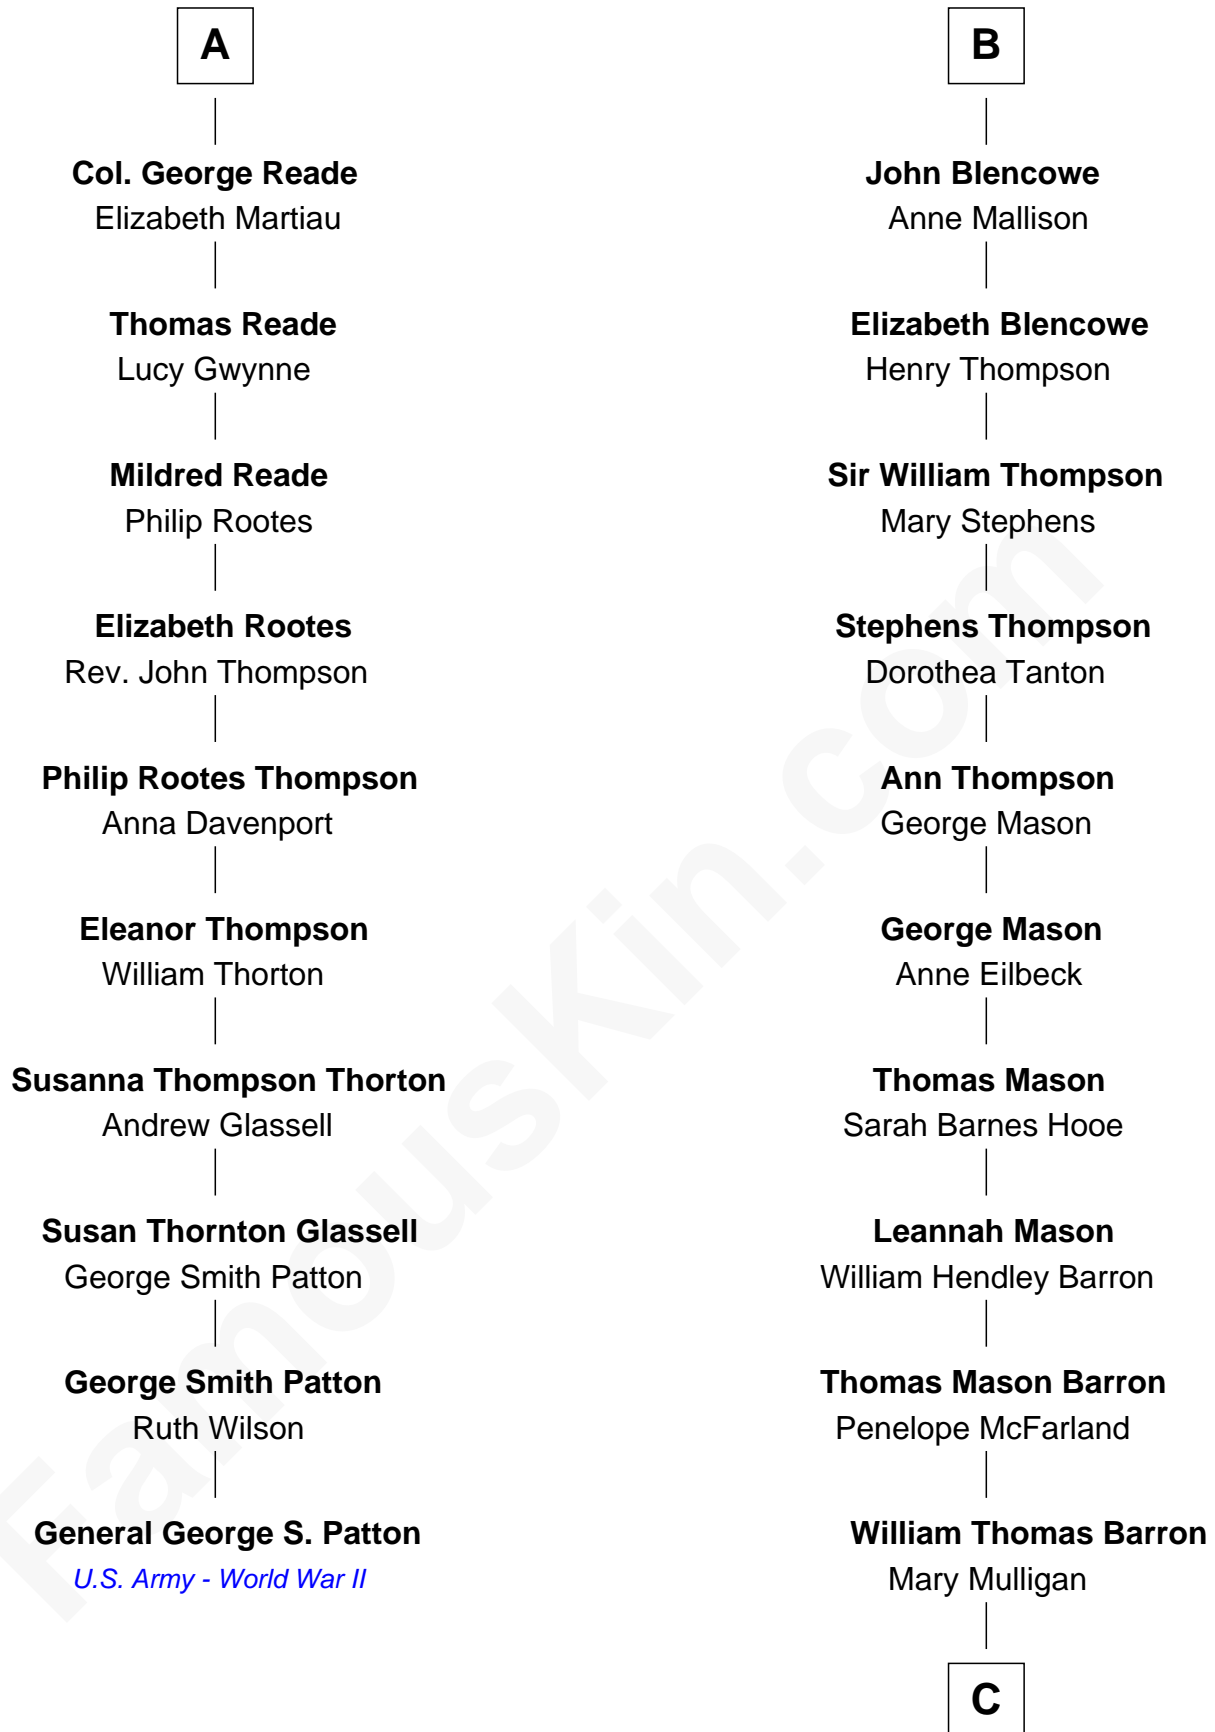 A
Col. George Reade
Elizabeth Martiau
Thomas Reade
Lucy Gwynne
Mildred Reade
Philip Rootes
Elizabeth Rootes
Rev. John Thompson
Philip Rootes Thompson
Anna Davenport
Eleanor Thompson
William Thorton
Susanna Thompson Thorton
Andrew Glassell
Susan Thornton Glassell
George Smith Patton
George Smith Patton
Ruth Wilson
General George S. Patton
U.S. Army - World War II
B
John Blencowe
Anne Mallison
Elizabeth Blencowe
Henry Thompson
Sir William Thompson
Mary Stephens
Stephens Thompson
Dorothea Tanton
Ann Thompson
George Mason
George Mason
Anne Eilbeck
Thomas Mason
Sarah Barnes Hooe
Leannah Mason
William Hendley Barron
Thomas Mason Barron
Penelope McFarland
William Thomas Barron
Mary Mulligan
C
FamousKin.com